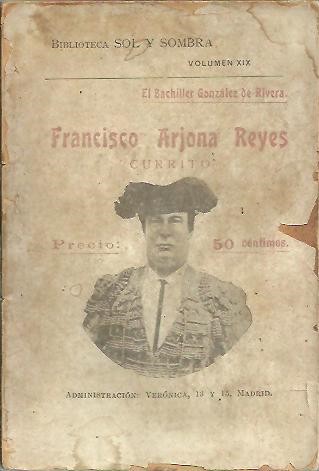 BIBLIOTECA SOL Y SOMBRA
VOLUMEN XIX
El Bachiller González de Rivera.
Francisco Arjona Reyes
"CURRITO"
Precio: 50 céntimos.
ADMINISTRACIÓN: VERÓNICA, 13 Y 15, MADRID.